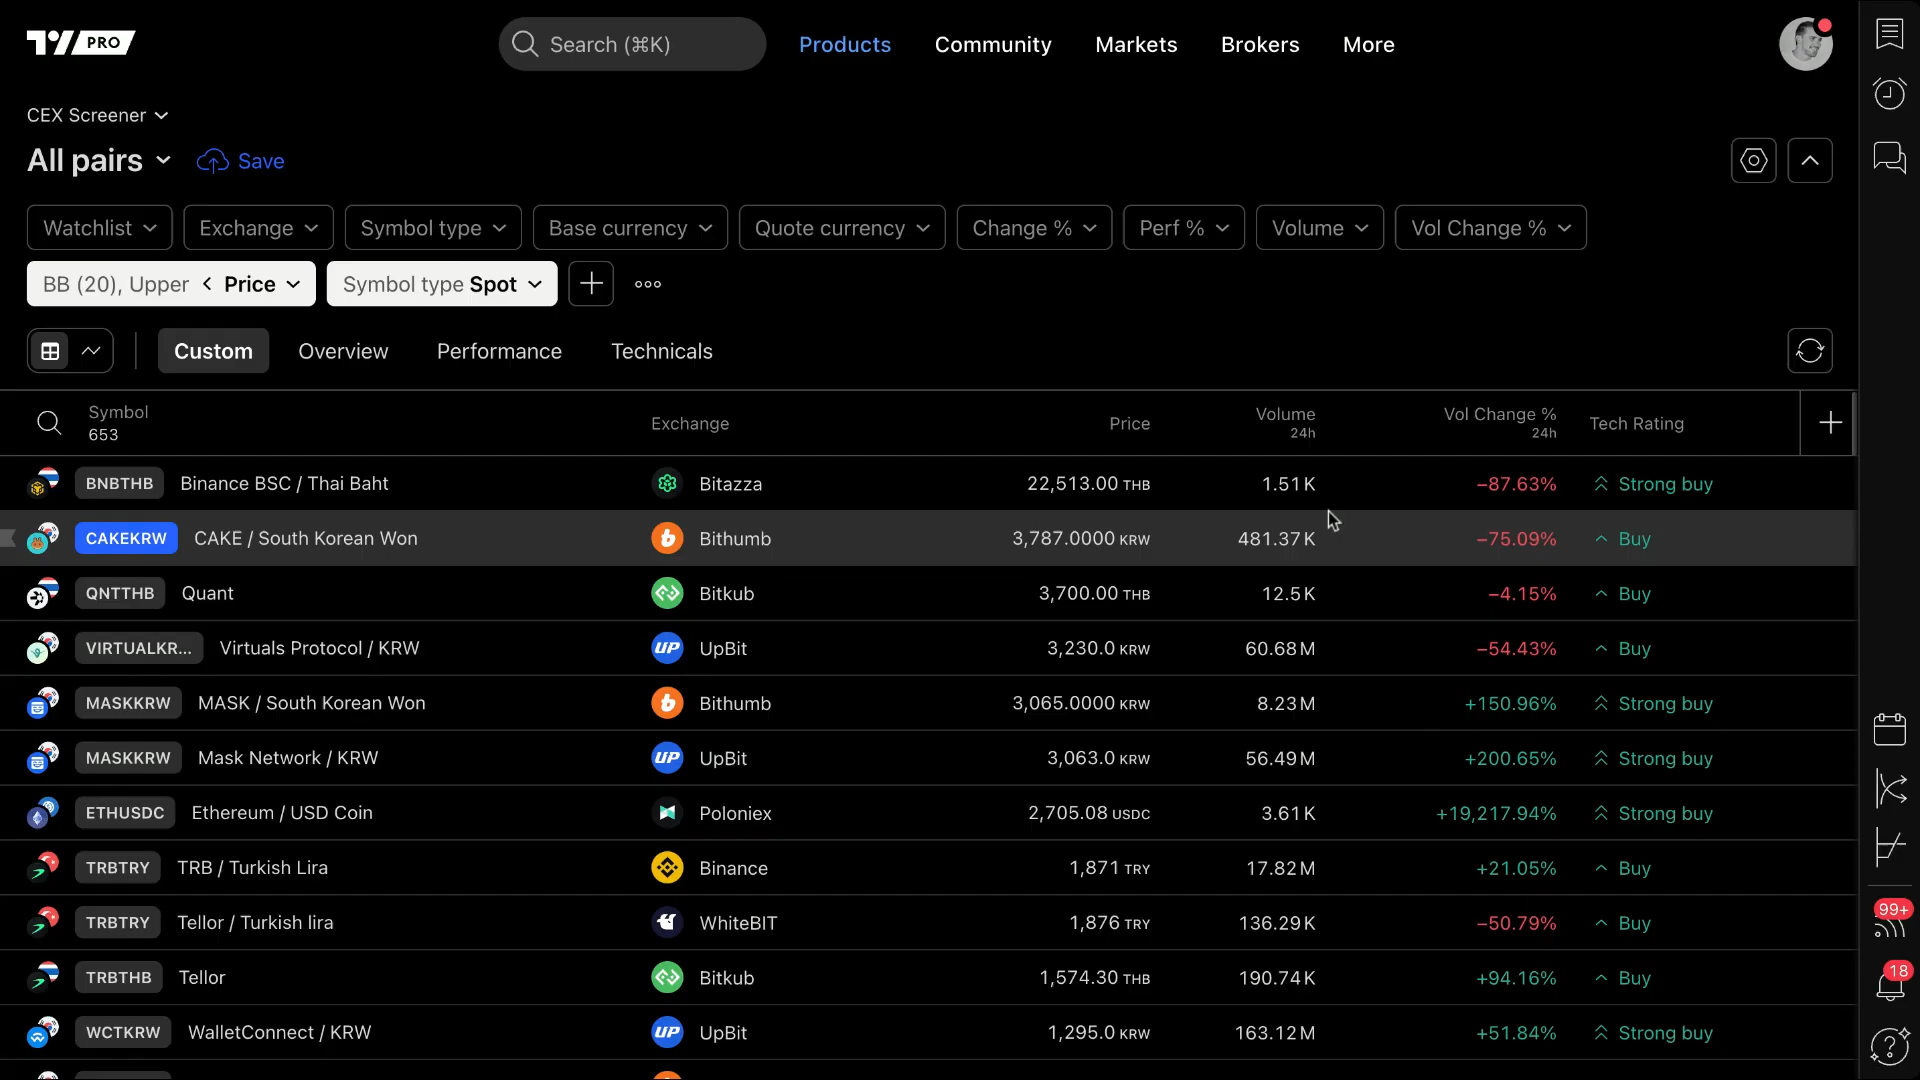 PRO
Search (⌘K)
Products
Community
Markets
Brokers
More
CEX Screener
All pairs
Save
Watchlist
Exchange
Symbol type
Base currency
Quote currency
Change %
Perf %
Volume
Vol Change %
BB (20), Upper < Price
Symbol type Spot
Custom
Overview
Performance
Technicals
Symbol
653
Exchange
Price
Volume
24h
Vol Change %
24h
Tech Rating
BNBTHB Binance BSC / Thai Baht Bitazza 22,513.00 THB 1.51 K −87.63% Strong buy
CAKEKRW CAKE / South Korean Won Bithumb 3,787.0000 KRW 481.37 K −75.09% Buy
QNTTHB Quant Bitkub 3,700.00 THB 12.5 K −4.15% Buy
VIRTUALKR... Virtuals Protocol / KRW UP UpBit 3,230.0 KRW 60.68 M −54.43% Buy
MASKKRW MASK / South Korean Won Bithumb 3,065.0000 KRW 8.23 M +150.96% Strong buy
MASKKRW Mask Network / KRW UP UpBit 3,063.0 KRW 56.49 M +200.65% Strong buy
ETHUSDC Ethereum / USD Coin Poloniex 2,705.08 USDC 3.61 K +19,217.94% Strong buy
TRBTRY TRB / Turkish Lira Binance 1,871 TRY 17.82 M +21.05% Buy
TRBTRY Tellor / Turkish lira WhiteBIT 1,876 TRY 136.29 K −50.79% Buy
TRBTHB Tellor Bitkub 1,574.30 THB 190.74 K +94.16% Buy
WCTKRW WalletConnect / KRW UP UpBit 1,295.0 KRW 163.12 M +51.84% Strong buy
99+
18